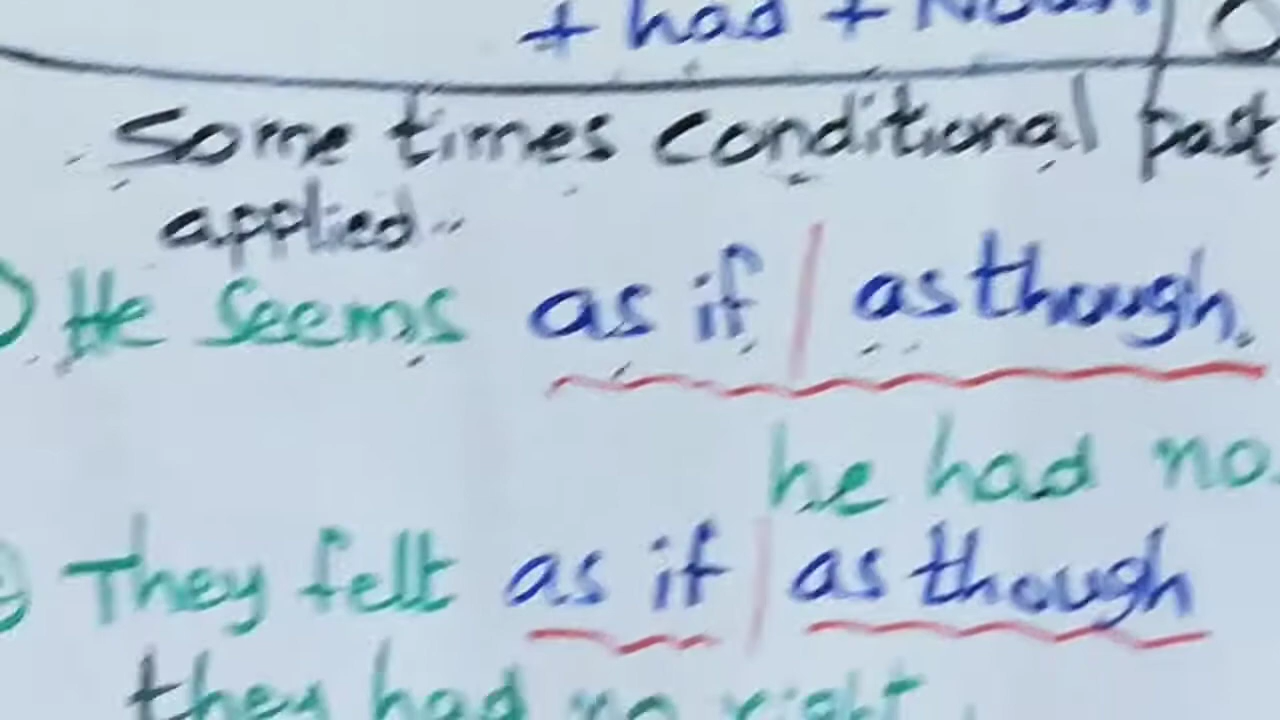 + had + Noun
Some times conditional past
applied..
He seems as if | as though.
he had no.
They felt as if | as though
they had no right.